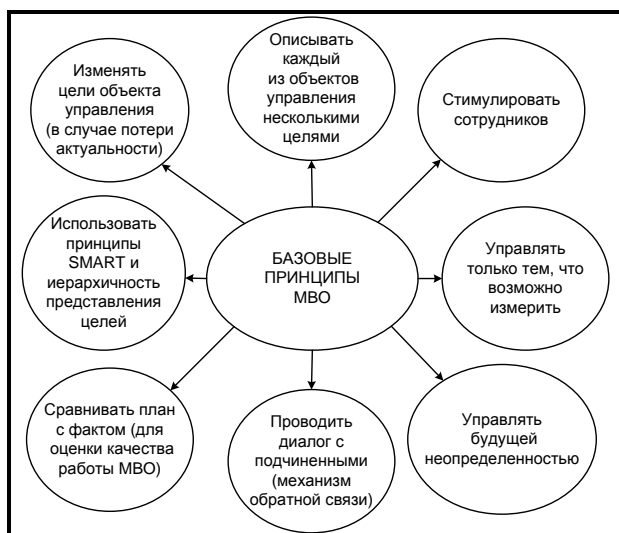 Изменять
цели объекта
управления
(в случае потери
актуальности)
Описывать
каждый
из объектов
управления
несколькими
целями
Стимулировать
сотрудников
Использовать
принципы
SMART и
иерархичность
представления
целей
БАЗОВЫЕ
ПРИНЦИПЫ
МВО
Управлять
только тем, что
возможно
измерить
Сравнивать план
с фактом (для
оценки качества
работы МВО)
Проводить
диалог с
подчиненными
(механизм
обратной связи)
Управлять
будущей
неопределенностью